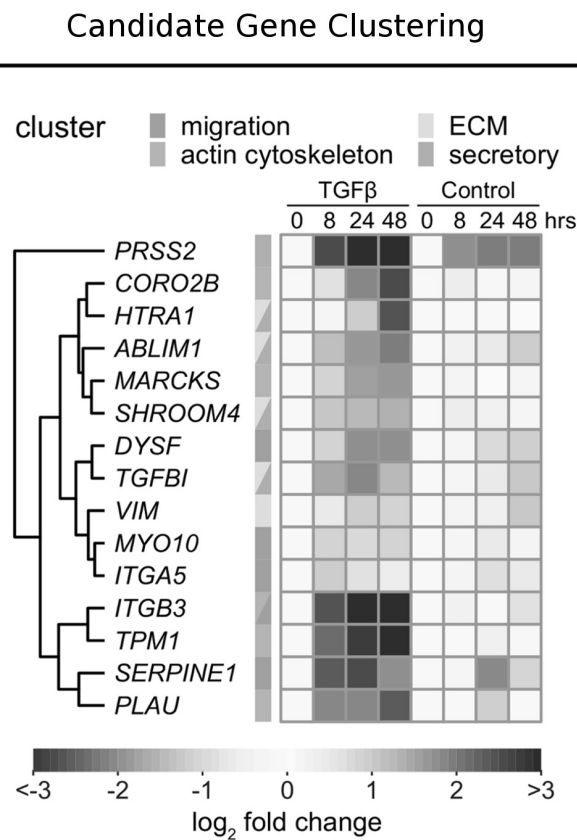 Candidate Gene Clustering
cluster
migration
ECM
actin cytoskeleton
secretory
TGFβ Control
0 8 24 48 0 8 24 48 hrs
PRSS2
CORO2B
HTRA1
ABLIM1
MARCKS
SHROOM4
DYSF
TGFBI
VIM
MYO10
ITGA5
ITGB3
TPM1
SERPINE1
PLAU
<-3 -2 -1 0 1 2 >3
log2 fold change